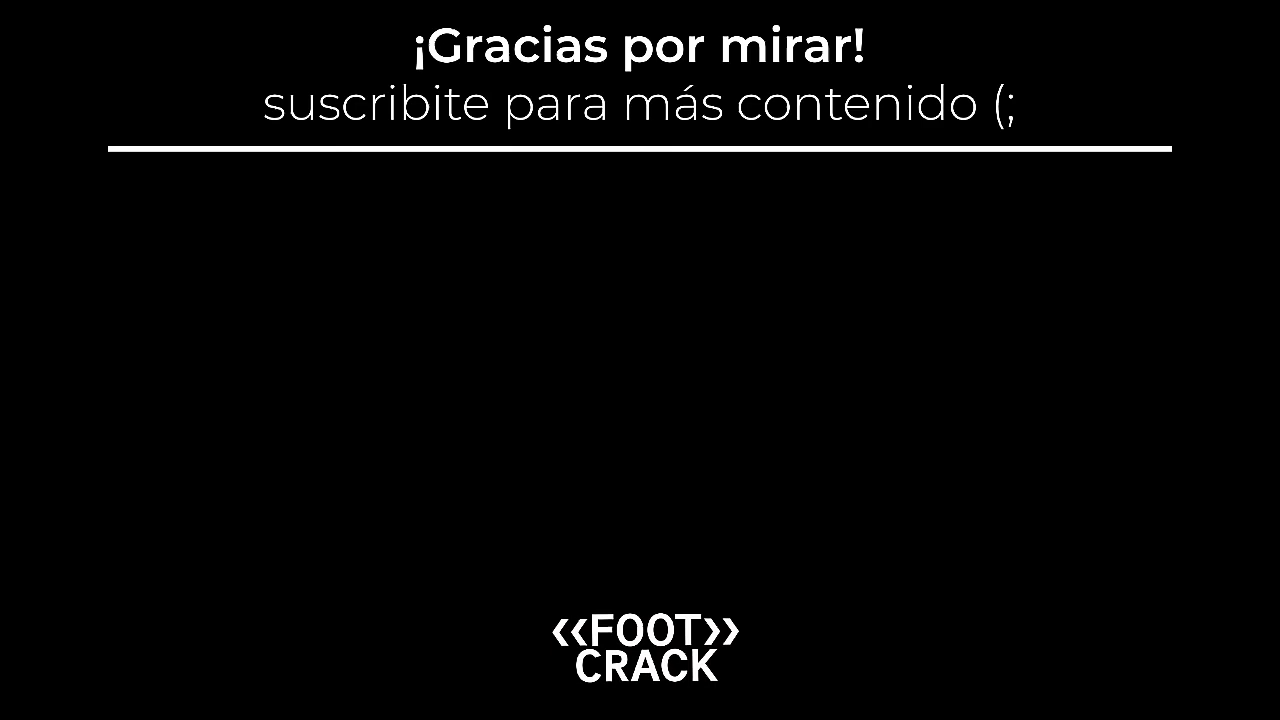 ¡Gracias por mirar!
suscribite para más contenido (;
‹‹FOOT››
CRACK